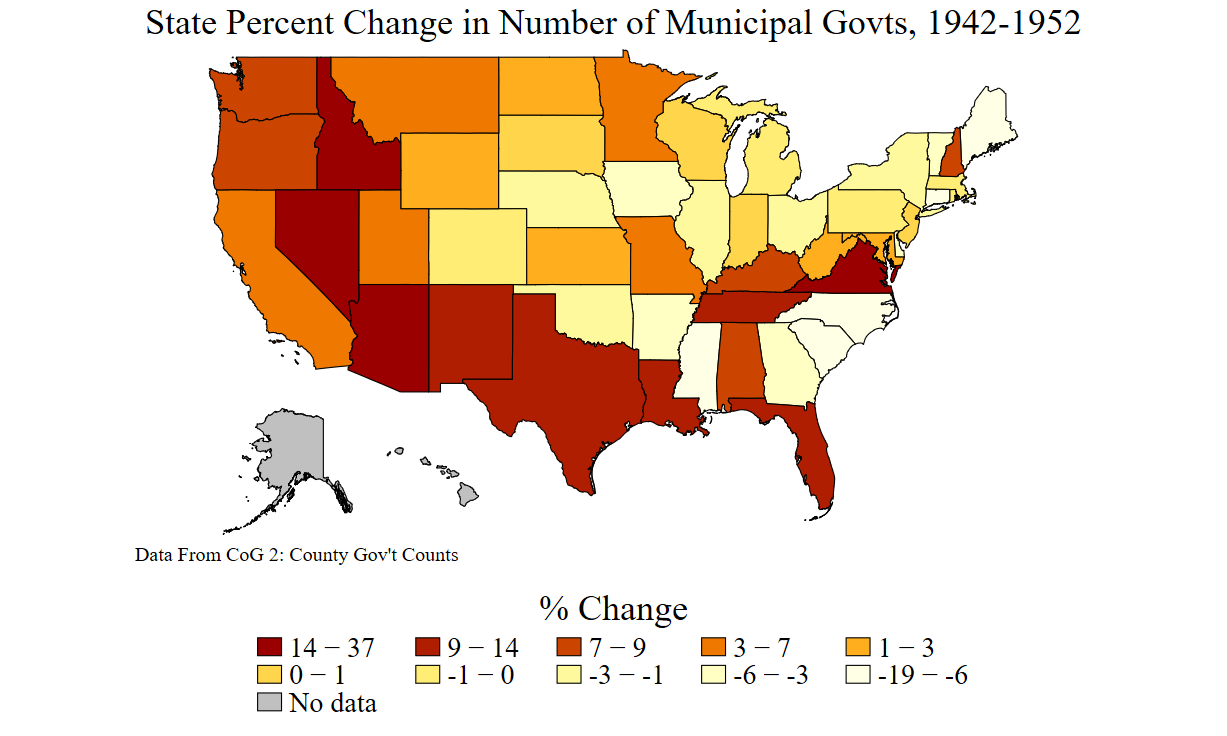 State Percent Change in Number of Municipal Govts, 1942-1952
Data From CoG 2: County Gov't Counts
% Change
14 − 37 9 − 14 7 − 9 3 − 7 1 − 3
0 − 1 -1 − 0 -3 − -1 -6 − -3 -19 − -6
No data